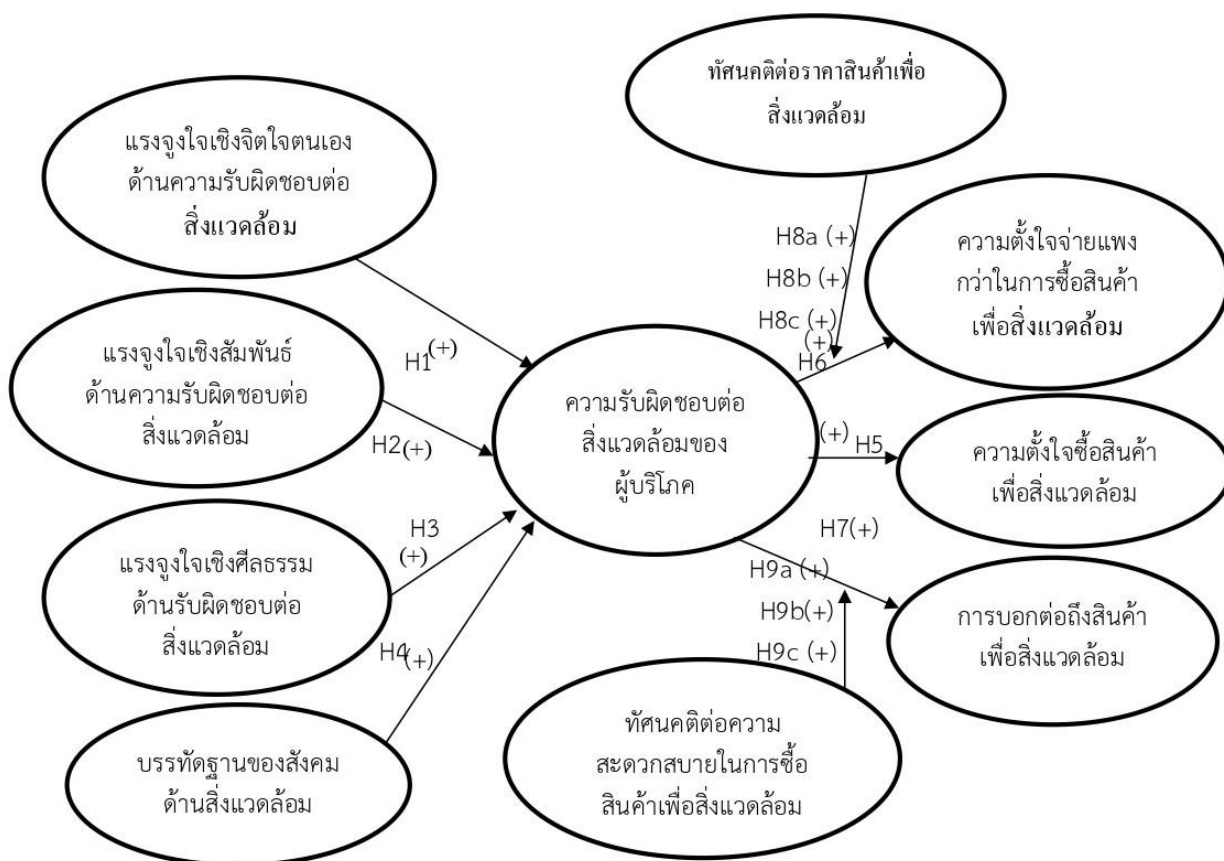 ทัศนคติต่อราคาสินค้าเพื่อ
สิ่งแวดล้อม
แรงจูงใจเชิงจิตใจตนเอง
ด้านความรับผิดชอบต่อ
สิ่งแวดล้อม
H8a (+)
H8b (+)
H8c (+)
(+)
H6
ความตั้งใจจ่ายแพง
กว่าในการซื้อสินค้า
เพื่อสิ่งแวดล้อม
แรงจูงใจเชิงสัมพันธ์
ด้านความรับผิดชอบต่อ
สิ่งแวดล้อม
H1(+)
H2(+)
ความรับผิดชอบต่อ
สิ่งแวดล้อมของ
ผู้บริโภค
(+) H5
ความตั้งใจซื้อสินค้า
เพื่อสิ่งแวดล้อม
แรงจูงใจเชิงศีลธรรม
ด้านรับผิดชอบต่อ
สิ่งแวดล้อม
H3
(+)
H4(+)
H7(+)
H9a (+)
H9b(+)
H9c (+)
การบอกต่อถึงสินค้า
เพื่อสิ่งแวดล้อม
บรรทัดฐานของสังคม
ด้านสิ่งแวดล้อม
ทัศนคติต่อความ
สะดวกสบายในการซื้อ
สินค้าเพื่อสิ่งแวดล้อม